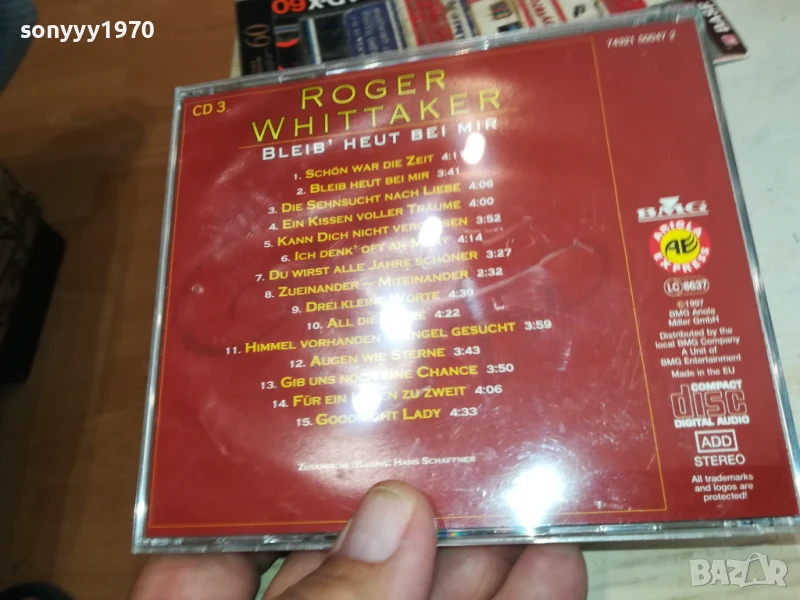 sonyyy1970
CD 3
ROGER
WHITTAKER
BLEIB' HEUT BEI MIR
1. SCHÖN WAR DIE ZEIT
2. BLEIB HEUT BEI MIR 3:41
3. DIE SEHNSUCHT NACH LIEBE 4:06
4. EIN KISSEN VOLLER TRÄUME 4:00
5. KANN DICH NICHT 3:52
6. ICH DENK' OFT AN 4:14
7. DU WIRST ALLE JAHRE SCHÖNER 3:27
8. ZUEINANDER – MITEINANDER 2:32
9. DREI KLEINE WORTE 4:39
10. ALL DIE 4:22
11. HIMMEL VORHANDEN ENGEL GESUCHT 3:59
12. AUGEN WIE STERNE 3:43
13. GIB UNS NOCH EINE CHANCE 3:50
14. FÜR EIN LEBEN ZU ZWEIT 4:06
15. GOODNIGHT LADY 4:33
ZUSAMMENSTELLUNG: HANS SCHAFFNER
74321 2
BMG
ARIOLA
AE
EXPRESS
LC 8637
©1997
BMG Ariola
Miller GmbH
Distributed by the
local BMG Company
A Unit of
BMG Entertainment
Made in the EU
COMPACT
disc
DIGITAL AUDIO
ADD
STEREO
All trademarks
and logos are
protected!
BAZAR